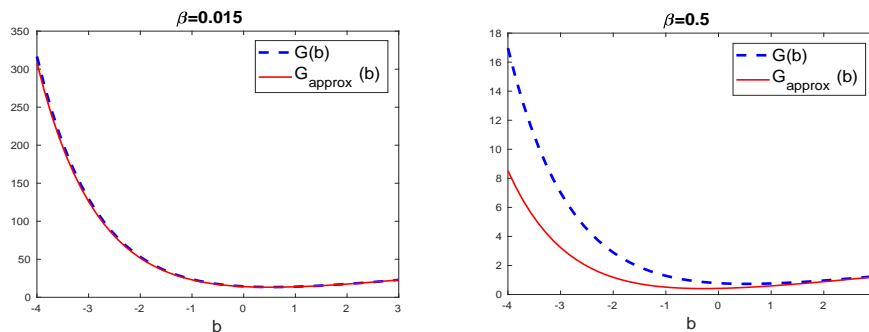 β=0.015
350
300
250
200
150
100
50
0
-4 -3 -2 -1 0 1 2 3
b
G(b)
G_approx (b)
β=0.5
18
16
14
12
10
8
6
4
2
0
-4 -3 -2 -1 0 1 2
b
G(b)
G_approx (b)